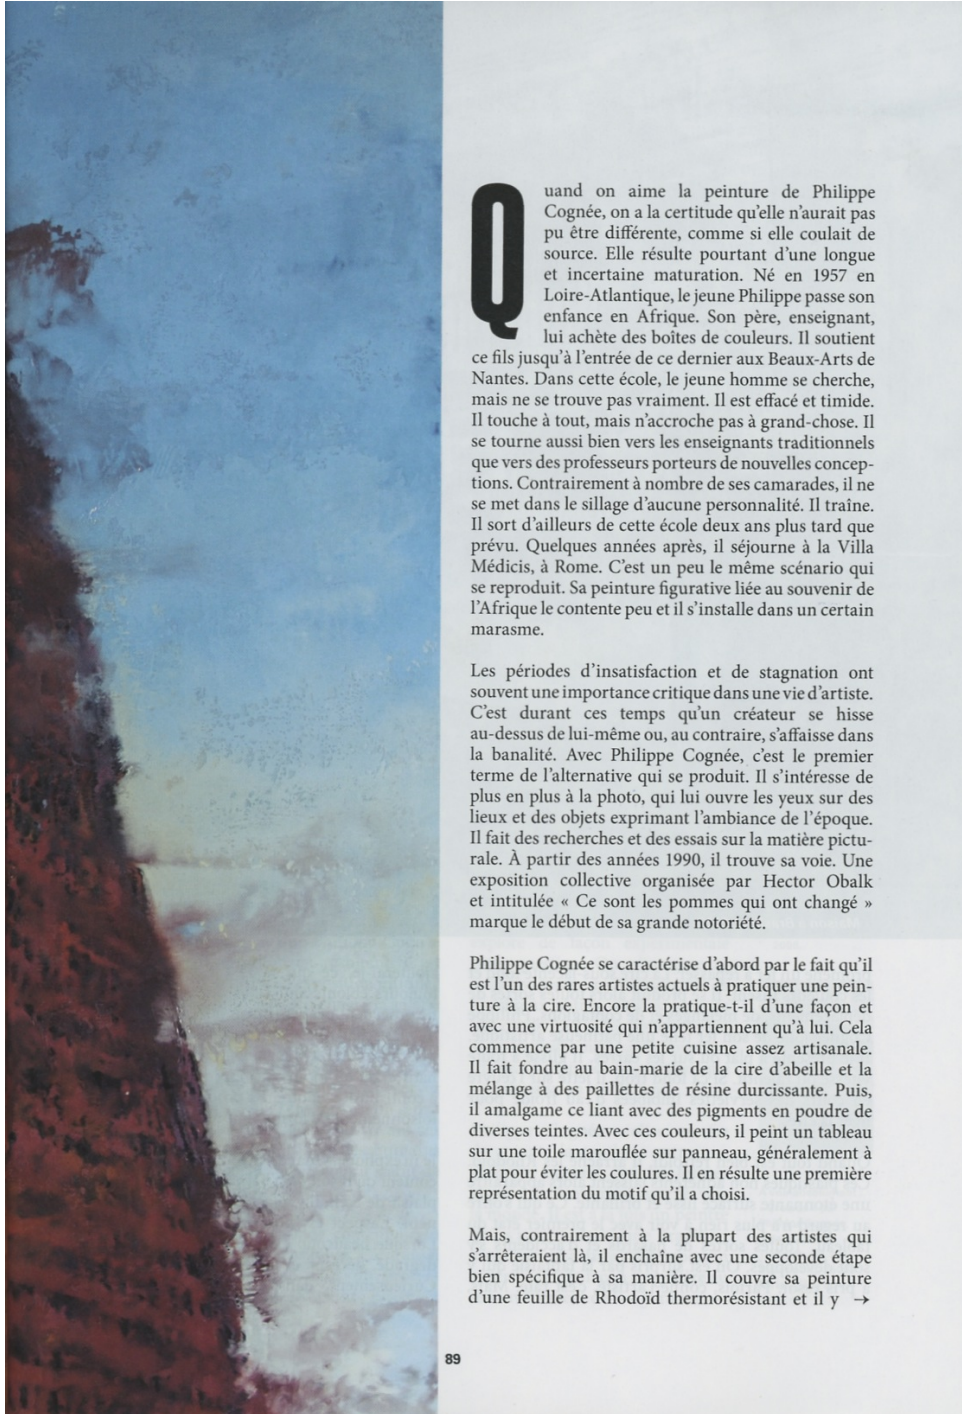 Quand on aime la peinture de Philippe
Cognée, on a la certitude qu'elle n'aurait pas
pu être différente, comme si elle coulait de
source. Elle résulte pourtant d'une longue
et incertaine maturation. Né en 1957 en
Loire-Atlantique, le jeune Philippe passe son
enfance en Afrique. Son père, enseignant,
lui achète des boîtes de couleurs. Il soutient
ce fils jusqu'à l'entrée de ce dernier aux Beaux-Arts de
Nantes. Dans cette école, le jeune homme se cherche,
mais ne se trouve pas vraiment. Il est effacé et timide.
Il touche à tout, mais n'accroche pas à grand-chose. Il
se tourne aussi bien vers les enseignants traditionnels
que vers des professeurs porteurs de nouvelles concep-
tions. Contrairement à nombre de ses camarades, il ne
se met dans le sillage d'aucune personnalité. Il traîne.
Il sort d'ailleurs de cette école deux ans plus tard que
prévu. Quelques années après, il séjourne à la Villa
Médicis, à Rome. C'est un peu le même scénario qui
se reproduit. Sa peinture figurative liée au souvenir de
l'Afrique le contente peu et il s'installe dans un certain
marasme.
Les périodes d'insatisfaction et de stagnation ont
souvent une importance critique dans une vie d'artiste.
C'est durant ces temps qu'un créateur se hisse
au-dessus de lui-même ou, au contraire, s'affaisse dans
la banalité. Avec Philippe Cognée, c'est le premier
terme de l'alternative qui se produit. Il s'intéresse de
plus en plus à la photo, qui lui ouvre les yeux sur des
lieux et des objets exprimant l'ambiance de l'époque.
Il fait des recherches et des essais sur la matière pictu-
rale. À partir des années 1990, il trouve sa voie. Une
exposition collective organisée par Hector Obalk
et intitulée « Ce sont les pommes qui ont changé »
marque le début de sa grande notoriété.
Philippe Cognée se caractérise d'abord par le fait qu'il
est l'un des rares artistes actuels à pratiquer une pein-
ture à la cire. Encore la pratique-t-il d'une façon et
avec une virtuosité qui n'appartiennent qu'à lui. Cela
commence par une petite cuisine assez artisanale.
Il fait fondre au bain-marie de la cire d'abeille et la
mélange à des paillettes de résine durcissante. Puis,
il amalgame ce liant avec des pigments en poudre de
diverses teintes. Avec ces couleurs, il peint un tableau
sur une toile marouflée sur panneau, généralement à
plat pour éviter les coulures. Il en résulte une première
représentation du motif qu'il a choisi.
Mais, contrairement à la plupart des artistes qui
s'arrêteraient là, il enchaîne avec une seconde étape
bien spécifique à sa manière. Il couvre sa peinture
d'une feuille de Rhodoïd thermorésistant et il y →
89